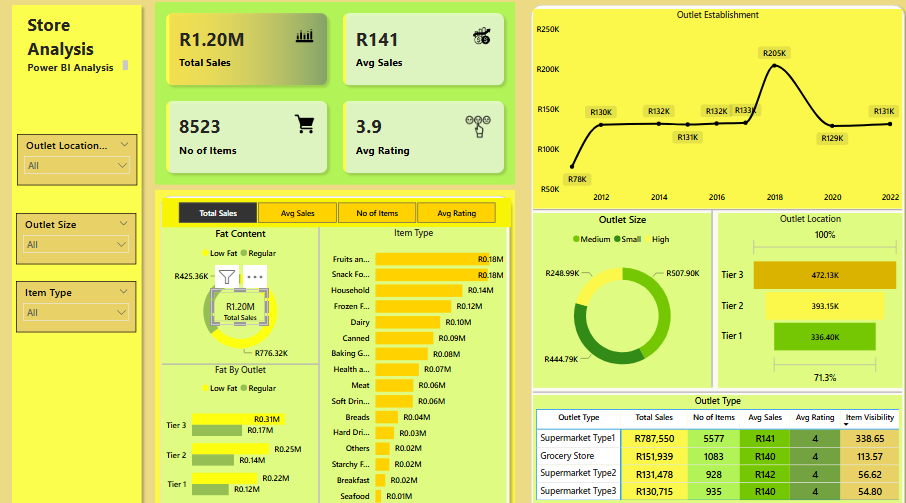 Store
Analysis
Power BI Analysis
Outlet Location...
All
Outlet Size
All
Item Type
All
R1.20M
Total Sales
R141
Avg Sales
8523
No of Items
3.9
Avg Rating
Total Sales
Avg Sales
No of Items
Avg Rating
Fat Content
Low Fat
Regular
R425.36K
R1.20M
Total Sales
R776.32K
Fat By Outlet
Low Fat
Regular
Tier 3
R0.31M
R0.17M
Tier 2
R0.25M
R0.14M
Tier 1
R0.22M
R0.12M
Item Type
Fruits an...
R0.18M
Snack Fo...
R0.18M
Household
R0.14M
Frozen F...
R0.12M
Dairy
R0.10M
Canned
R0.09M
Baking G...
R0.08M
Health a...
R0.07M
Meat
R0.06M
Soft Drin...
R0.06M
Breads
R0.04M
Hard Dri...
R0.03M
Others
R0.02M
Starchy F...
R0.02M
Breakfast
R0.02M
Seafood
R0.01M
Outlet Establishment
R250K
R200K
R150K
R100K
R50K
R78K
R130K
R132K
R131K
R132K
R133K
R205K
R129K
R131K
2012
2014
2016
2018
2020
2022
Outlet Size
Medium
Small
High
R248.99K
R507.90K
R444.79K
Outlet Location
100%
Tier 3
472.13K
Tier 2
393.15K
Tier 1
336.40K
71.3%
Outlet Type
Outlet Type Total Sales No of Items Avg Sales Avg Rating Item Visibility
Supermarket Type1 R787,550 5577 R141 4 338.65
Grocery Store R151,939 1083 R140 4 113.57
Supermarket Type2 R131,478 928 R142 4 56.62
Supermarket Type3 R130,715 935 R140 4 54.80